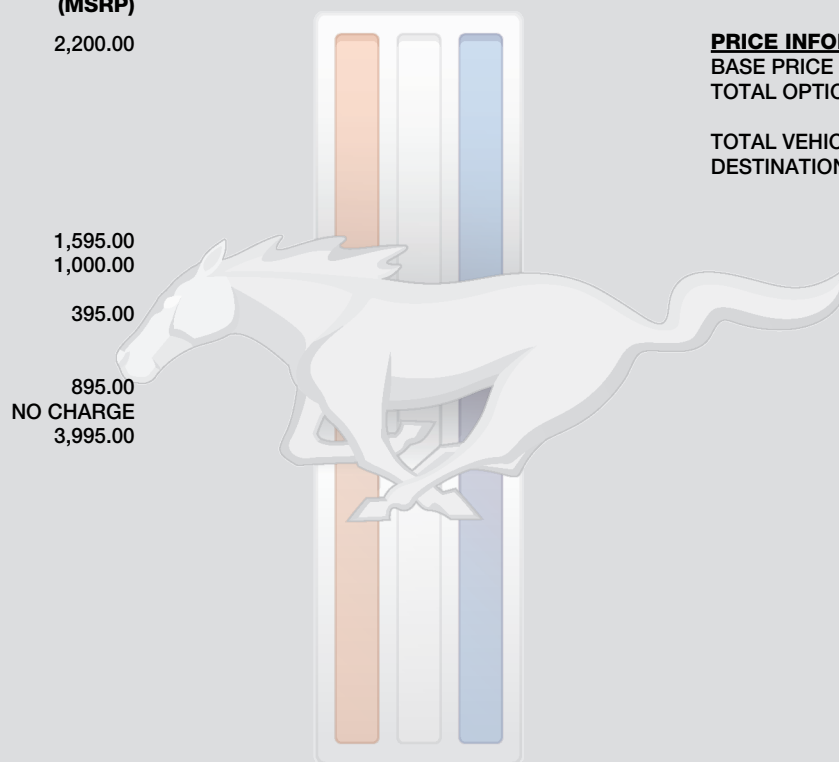 (MSRP)
2,200.00
PRICE INFO
BASE PRICE
TOTAL OPTIO
TOTAL VEHIC
DESTINATION
1,595.00
1,000.00
395.00
895.00
NO CHARGE
3,995.00